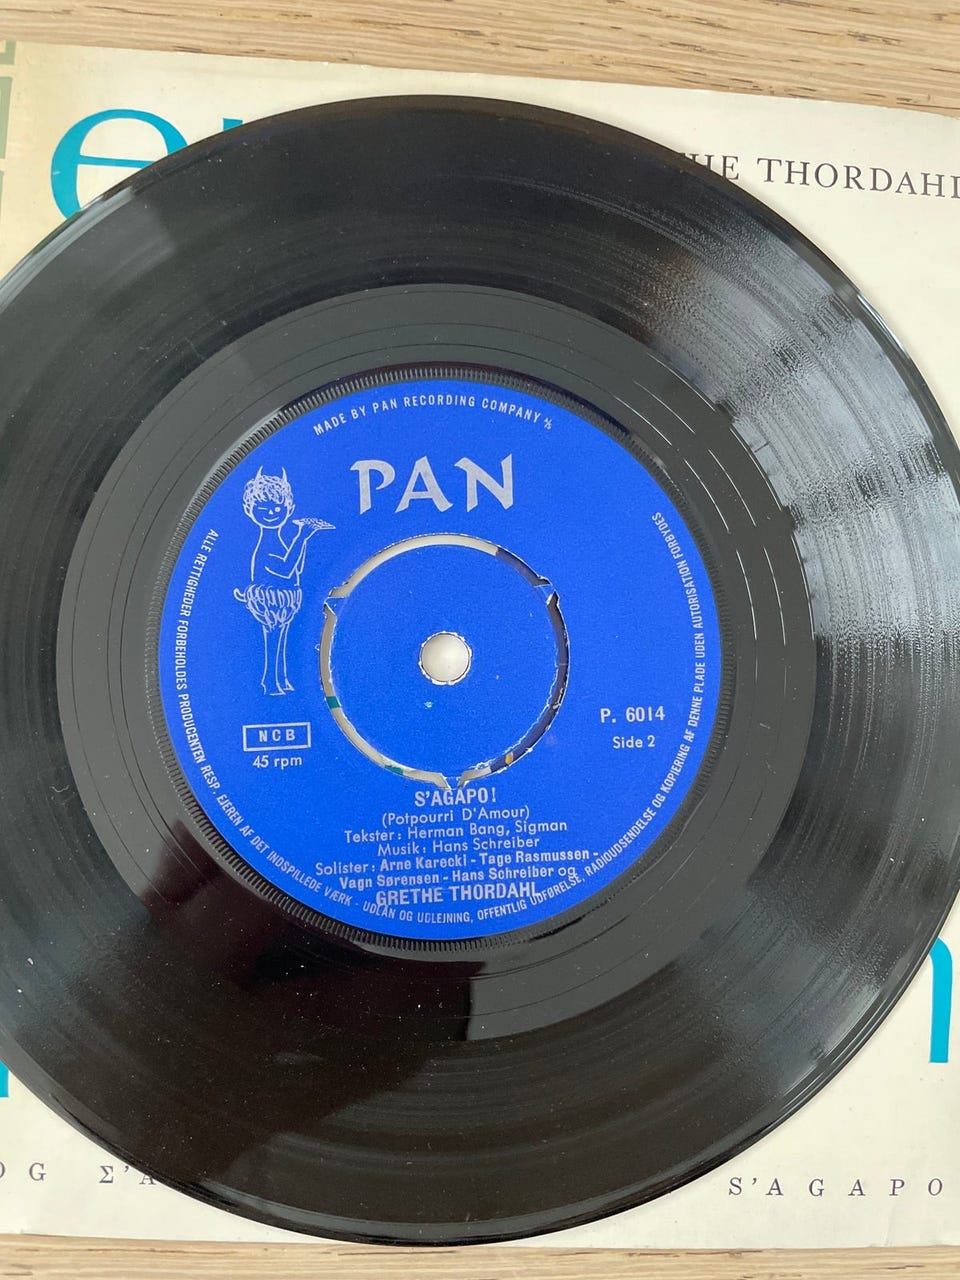 THE THORDAHL
MADE BY PAN RECORDING COMPANY A/S
PAN
ALLE RETTIGHEDER FORBEHOLDES PRODUCENTEN RESP. EJEREN AF DET INDSPILLEDE VÆRK - UDLÅN OG UDLEJNING, OFFENTLIG UDFØRELSE, RADIOUDSENDELSE OG KOPIERING AF DENNE PLADE UDEN AUTORISATION FORBYDES
NCB
45 rpm
P. 6014
Side 2
S'AGAPO!
(Potpourri D'Amour)
Tekster: Herman Bang, Sigman
Musik: Hans Schreiber
Solister: Arne Karecki - Tage Rasmussen -
Vagn Sørensen - Hans Schreiber og
GRETHE THORDAHL
OG Σ'A
S'AGAPO